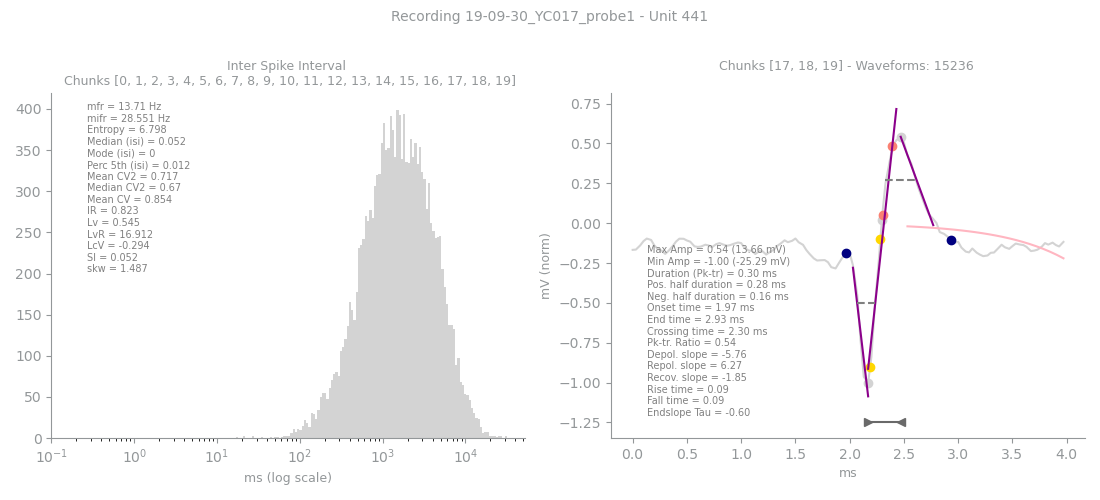 Recording 19-09-30_YC017_probe1 - Unit 441
Inter Spike Interval
Chunks [0, 1, 2, 3, 4, 5, 6, 7, 8, 9, 10, 11, 12, 13, 14, 15, 16, 17, 18, 19]
400
350
300
250
200
150
100
50
0
mfr = 13.71 Hz
mifr = 28.551 Hz
Entropy = 6.798
Median (isi) = 0.052
Mode (isi) = 0
Perc 5th (isi) = 0.012
Mean CV2 = 0.717
Median CV2 = 0.67
Mean CV = 0.854
IR = 0.823
Lv = 0.545
LvR = 16.912
LcV = -0.294
SI = 0.052
skw = 1.487
10⁻¹ 10⁰ 10¹ 10² 10³ 10⁴
ms (log scale)
Chunks [17, 18, 19] - Waveforms: 15236
mV (norm)
0.75
0.50
0.25
0.00
−0.25
−0.50
−0.75
−1.00
−1.25
Max Amp = 0.54 (13.66 mV)
Min Amp = -1.00 (-25.29 mV)
Duration (Pk-tr) = 0.30 ms
Pos. half duration = 0.28 ms
Neg. half duration = 0.16 ms
Onset time = 1.97 ms
End time = 2.93 ms
Crossing time = 2.30 ms
Pk-tr. Ratio = 0.54
Depol. slope = -5.76
Repol. slope = 6.27
Recov. slope = -1.85
Rise time = 0.09
Fall time = 0.09
Endslope Tau = -0.60
0.0 0.5 1.0 1.5 2.0 2.5 3.0 3.5 4.0
ms